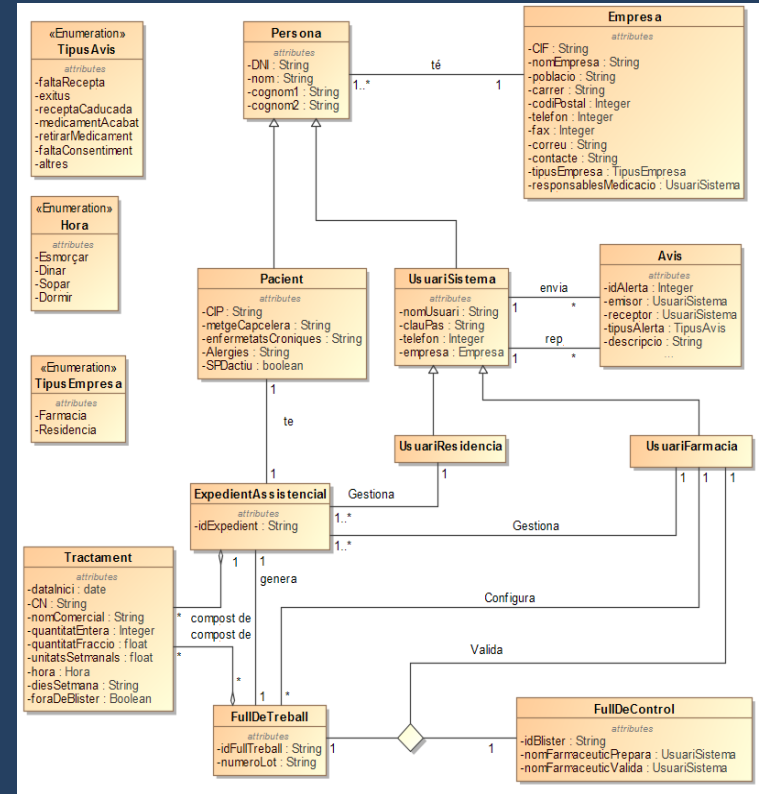 «Enumeration»
TipusAvis
attributes
-faltaRecepta
-exitus
-receptaCaducada
-medicamentAcabat
-retirarMedicament
-faltaConsentiment
-altres
«Enumeration»
Hora
attributes
-Esmorçar
-Dinar
-Sopar
-Dormir
«Enumeration»
TipusEmpresa
attributes
-Farmacia
-Residencia
Persona
attributes
-DNI : String
-nom : String
-cognom1 : String
-cognom2 : String
té
1..*
1
Empresa
attributes
-CIF : String
-nomEmpresa : String
-poblacio : String
-carrer : String
-codiPostal : Integer
-telefon : Integer
-fax : Integer
-correu : String
-contacte : String
-tipusEmpresa : TipusEmpresa
-responsablesMedicacio : UsuariSistema
Pacient
attributes
-CIP : String
-metgeCapcelera : String
-enfermetatsCroniques : String
-Alergies : String
-SPDactiu : boolean
UsuariSistema
attributes
-nomUsuari : String
-clauPas : String
-telefon : Integer
-empresa : Empresa
envia
1
*
rep
1
*
Avis
attributes
-idAlerta : Integer
-emisor : UsuariSistema
-receptor : UsuariSistema
-tipusAlerta : TipusAvis
-descripcio : String
...
1
te
1
UsuariResidencia
1
UsuariFarmacia
1
1
1
ExpedientAssistencial
attributes
-idExpedient : String
Gestiona
1..*
Gestiona
1..*
1
1
genera
Tractament
attributes
-dataInici : date
-CN : String
-nomComercial : String
-quantitatEntera : Integer
-quantitatFraccio : float
-unitatsSetmanals : float
-hora : Hora
-diesSetmana : String
-foraDeBlister : Boolean
*
compost de
compost de
*
*
1
*
Configura
Valida
FullDeTreball
attributes
-idFullTreball : String
-numeroLot : String
1
1
FullDeControl
attributes
-idBlister : String
-nomFarmaceuticPrepara : UsuariSistema
-nomFarmaceuticValida : UsuariSistema